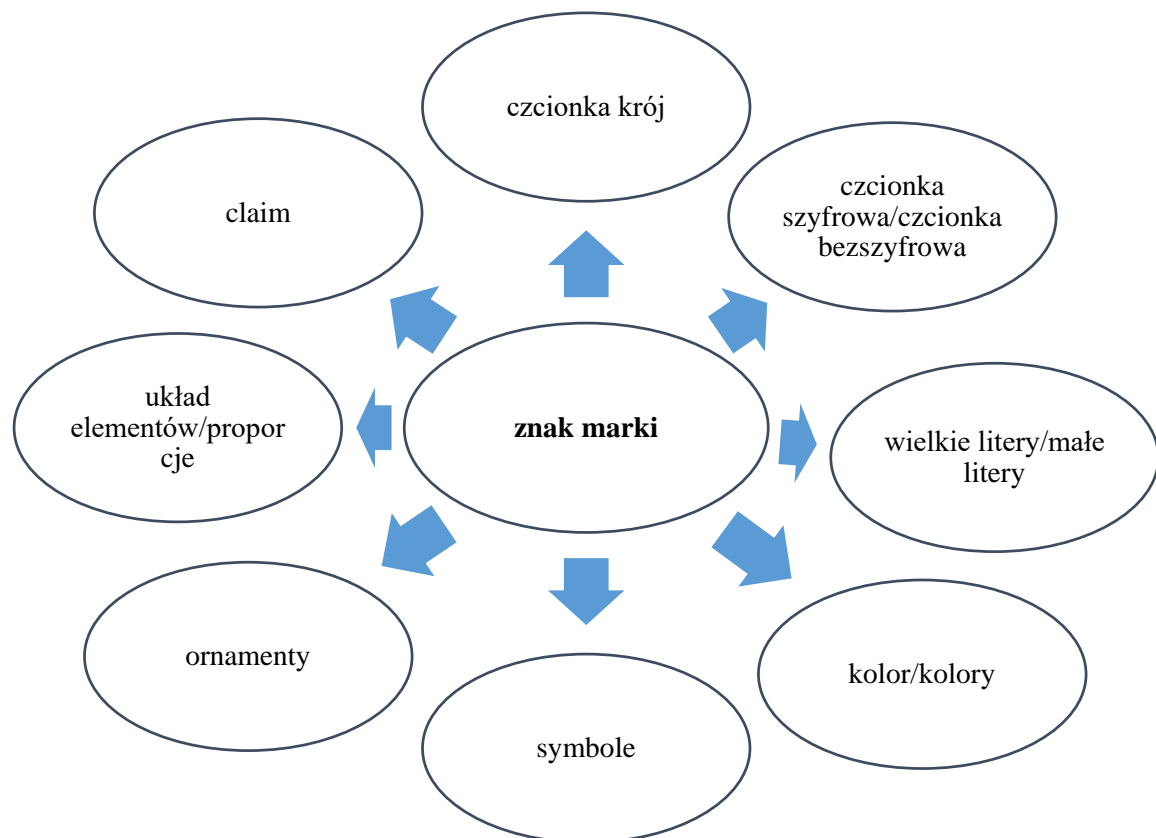 czcionka krój
czcionka
szyfrowa/czcionka
bezszyfrowa
claim
układ
elementów/propor
cje
znak marki
wielkie litery/małe
litery
ornamenty
kolor/kolory
symbole